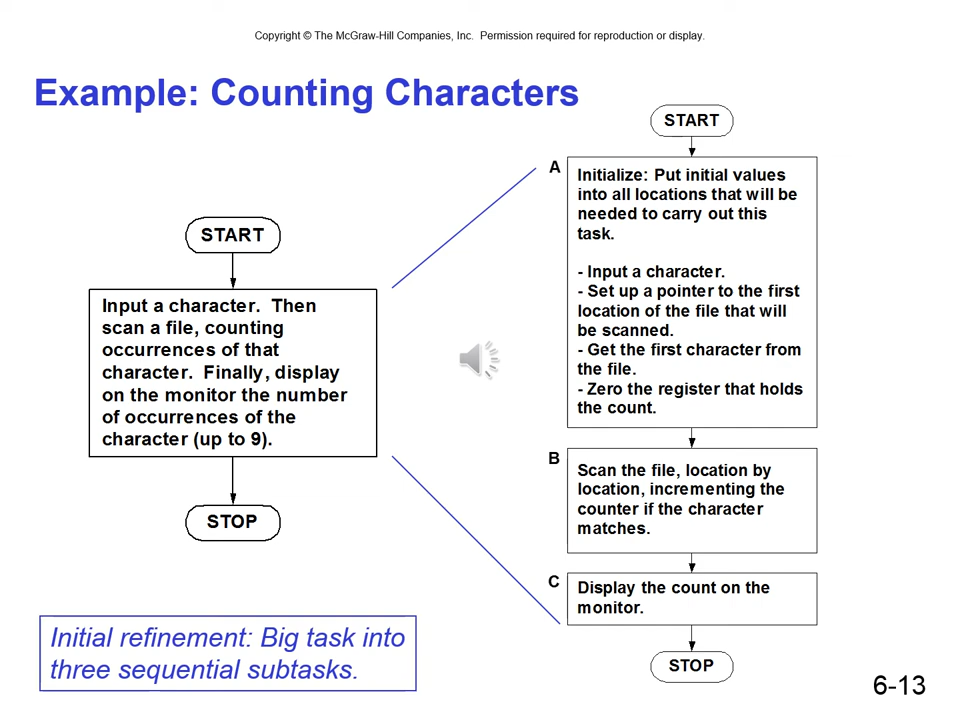 Copyright © The McGraw-Hill Companies, Inc.  Permission required for reproduction or display.
Example: Counting Characters
START
Input a character.  Then
scan a file, counting
occurrences of that
character.  Finally, display
on the monitor the number
of occurrences of the
character (up to 9).
STOP
START
A
Initialize: Put initial values
into all locations that will be
needed to carry out this
task.
- Input a character.
- Set up a pointer to the first
location of the file that will
be scanned.
- Get the first character from
the file.
- Zero the register that holds
the count.
B
Scan the file, location by
location, incrementing the
counter if the character
matches.
C
Display the count on the
monitor.
STOP
Initial refinement: Big task into
three sequential subtasks.
6-13